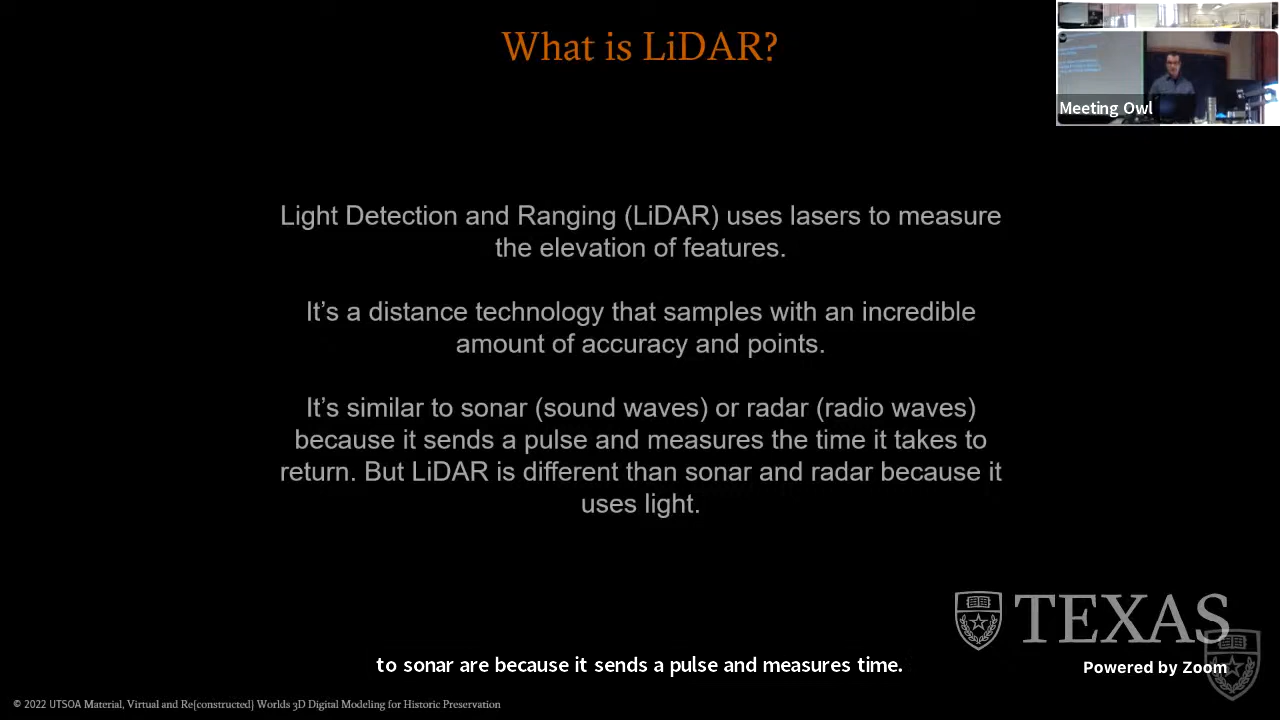 What is LiDAR?
Meeting Owl
Light Detection and Ranging (LiDAR) uses lasers to measure
the elevation of features.
It's a distance technology that samples with an incredible
amount of accuracy and points.
It's similar to sonar (sound waves) or radar (radio waves)
because it sends a pulse and measures the time it takes to
return. But LiDAR is different than sonar and radar because it
uses light.
TEXAS
to sonar are because it sends a pulse and measures time.
Powered by Zoom
© 2022 UTSOA Material, Virtual and Re(constructed) Worlds 3D Digital Modeling for Historic Preservation